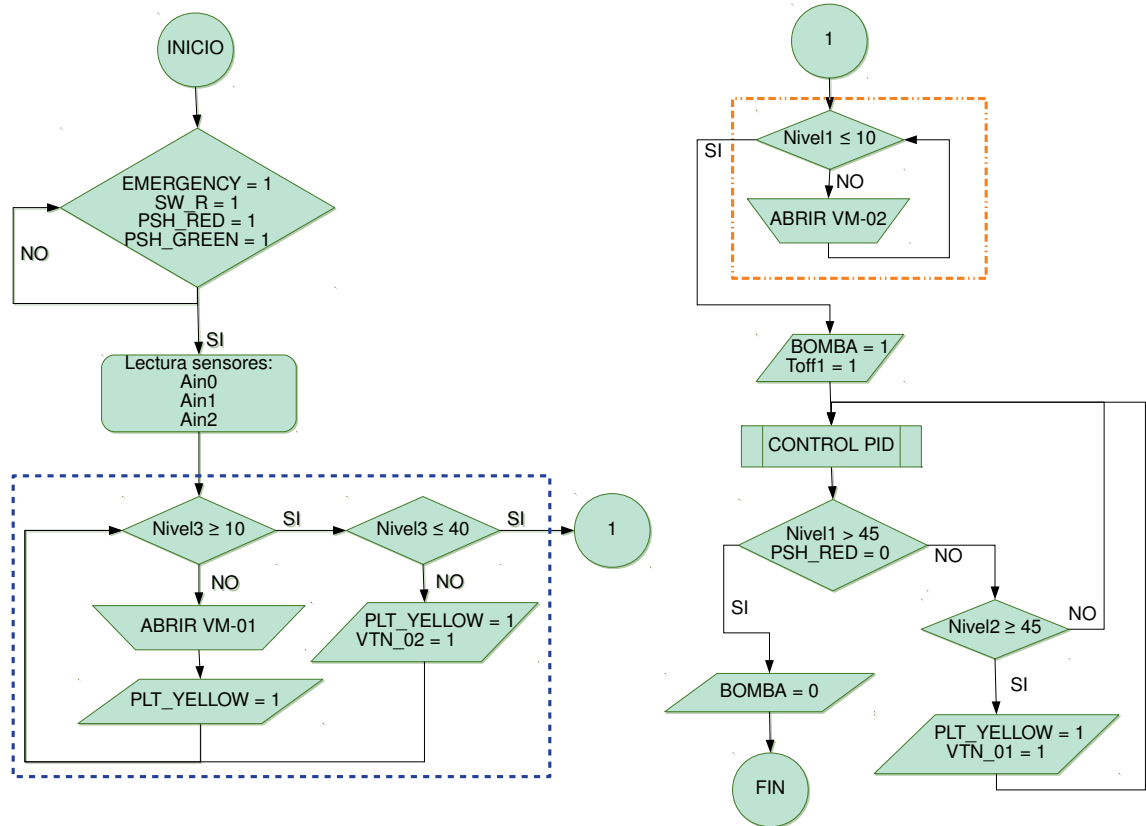 INICIO
EMERGENCY = 1
SW_R = 1
PSH_RED = 1
PSH_GREEN = 1
NO
SI
Lectura sensores:
Ain0
Ain1
Ain2
Nivel3 ≥ 10
SI
Nivel3 ≤ 40
SI
1
NO
NO
ABRIR VM-01
PLT_YELLOW = 1
VTN_02 = 1
PLT_YELLOW = 1
1
Nivel1 ≤ 10
SI
NO
ABRIR VM-02
BOMBA = 1
Toff1 = 1
CONTROL PID
Nivel1 > 45
PSH_RED = 0
NO
SI
Nivel2 ≥ 45
NO
SI
BOMBA = 0
PLT_YELLOW = 1
VTN_01 = 1
FIN